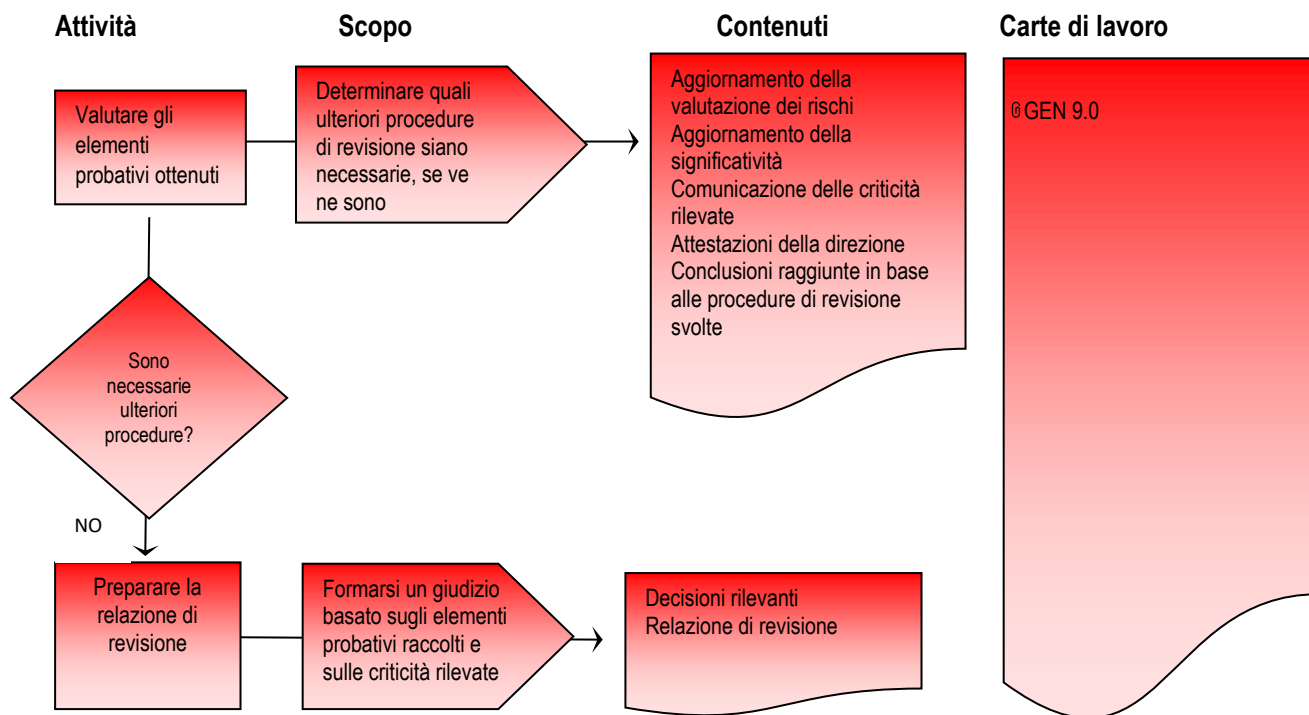 Attività
Scopo
Contenuti
Carte di lavoro
Valutare gli
elementi
probativi ottenuti
Determinare quali
ulteriori procedure
di revisione siano
necessarie, se ve
ne sono
Aggiornamento della
valutazione dei rischi
Aggiornamento della
significatività
Comunicazione delle criticità
rilevate
Attestazioni della direzione
Conclusioni raggiunte in base
alle procedure di revisione
svolte
GEN 9.0
Sono
necessarie
ulteriori
procedure?
NO
Preparare la
relazione di
revisione
Formarsi un giudizio
basato sugli elementi
probativi raccolti e
sulle criticità rilevate
Decisioni rilevanti
Relazione di revisione